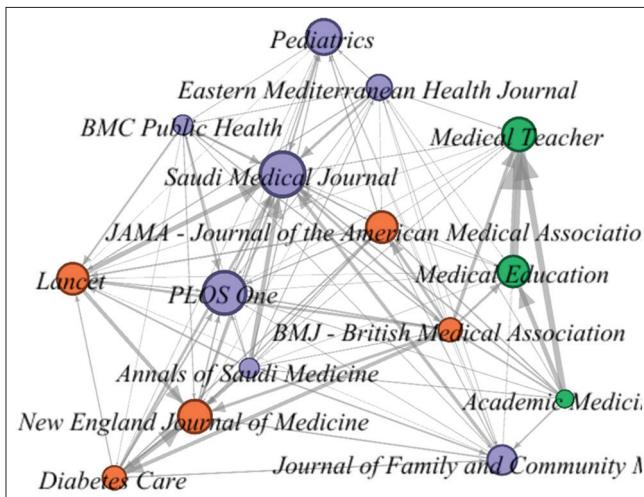 Pediatrics
Eastern Mediterranean Health Journal
BMC Public Health
Medical Teacher
Saudi Medical Journal
JAMA - Journal of the American Medical Associatio
Lancet
Medical Education
PLOS One
BMJ - British Medical Association
Annals of Saudi Medicine
Academic Medicin
New England Journal of Medicine
Journal of Family and Community M
Diabetes Care